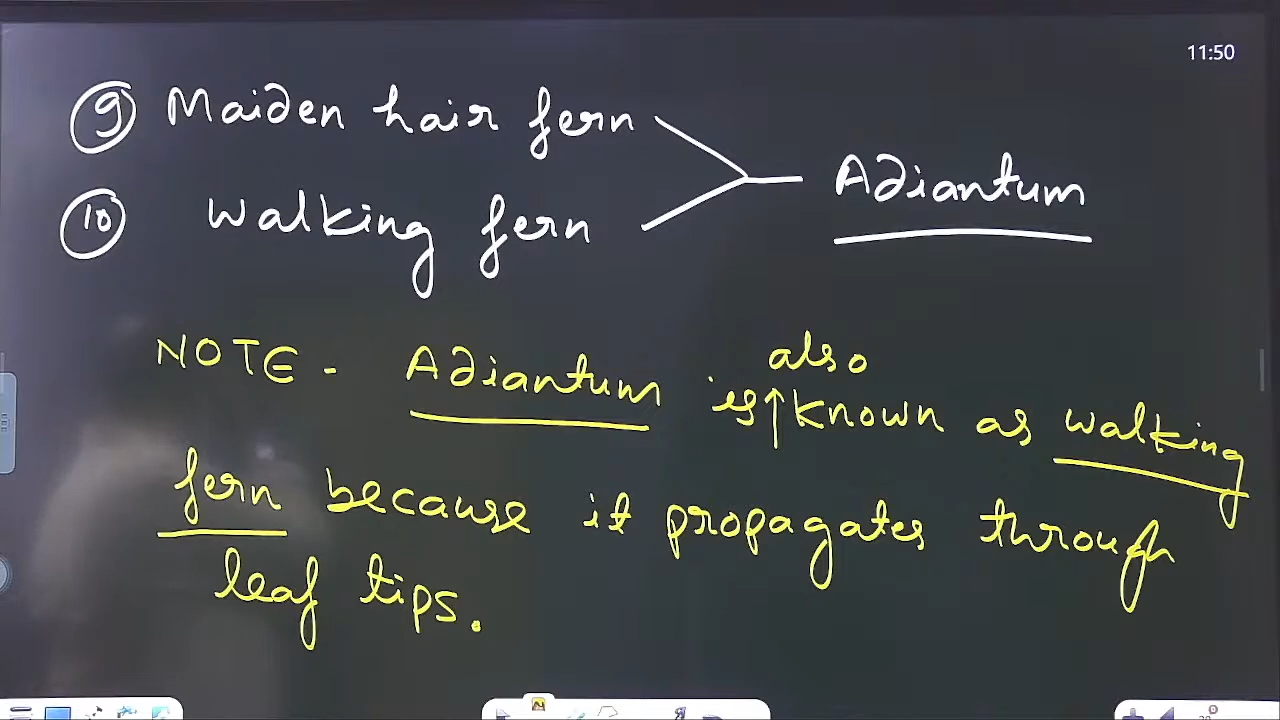 11:50
9 Maiden hair fern
Adiantum
10 Walking fern
NOTE - Adiantum is also known as walking
fern because it propagates through
leaf tips.